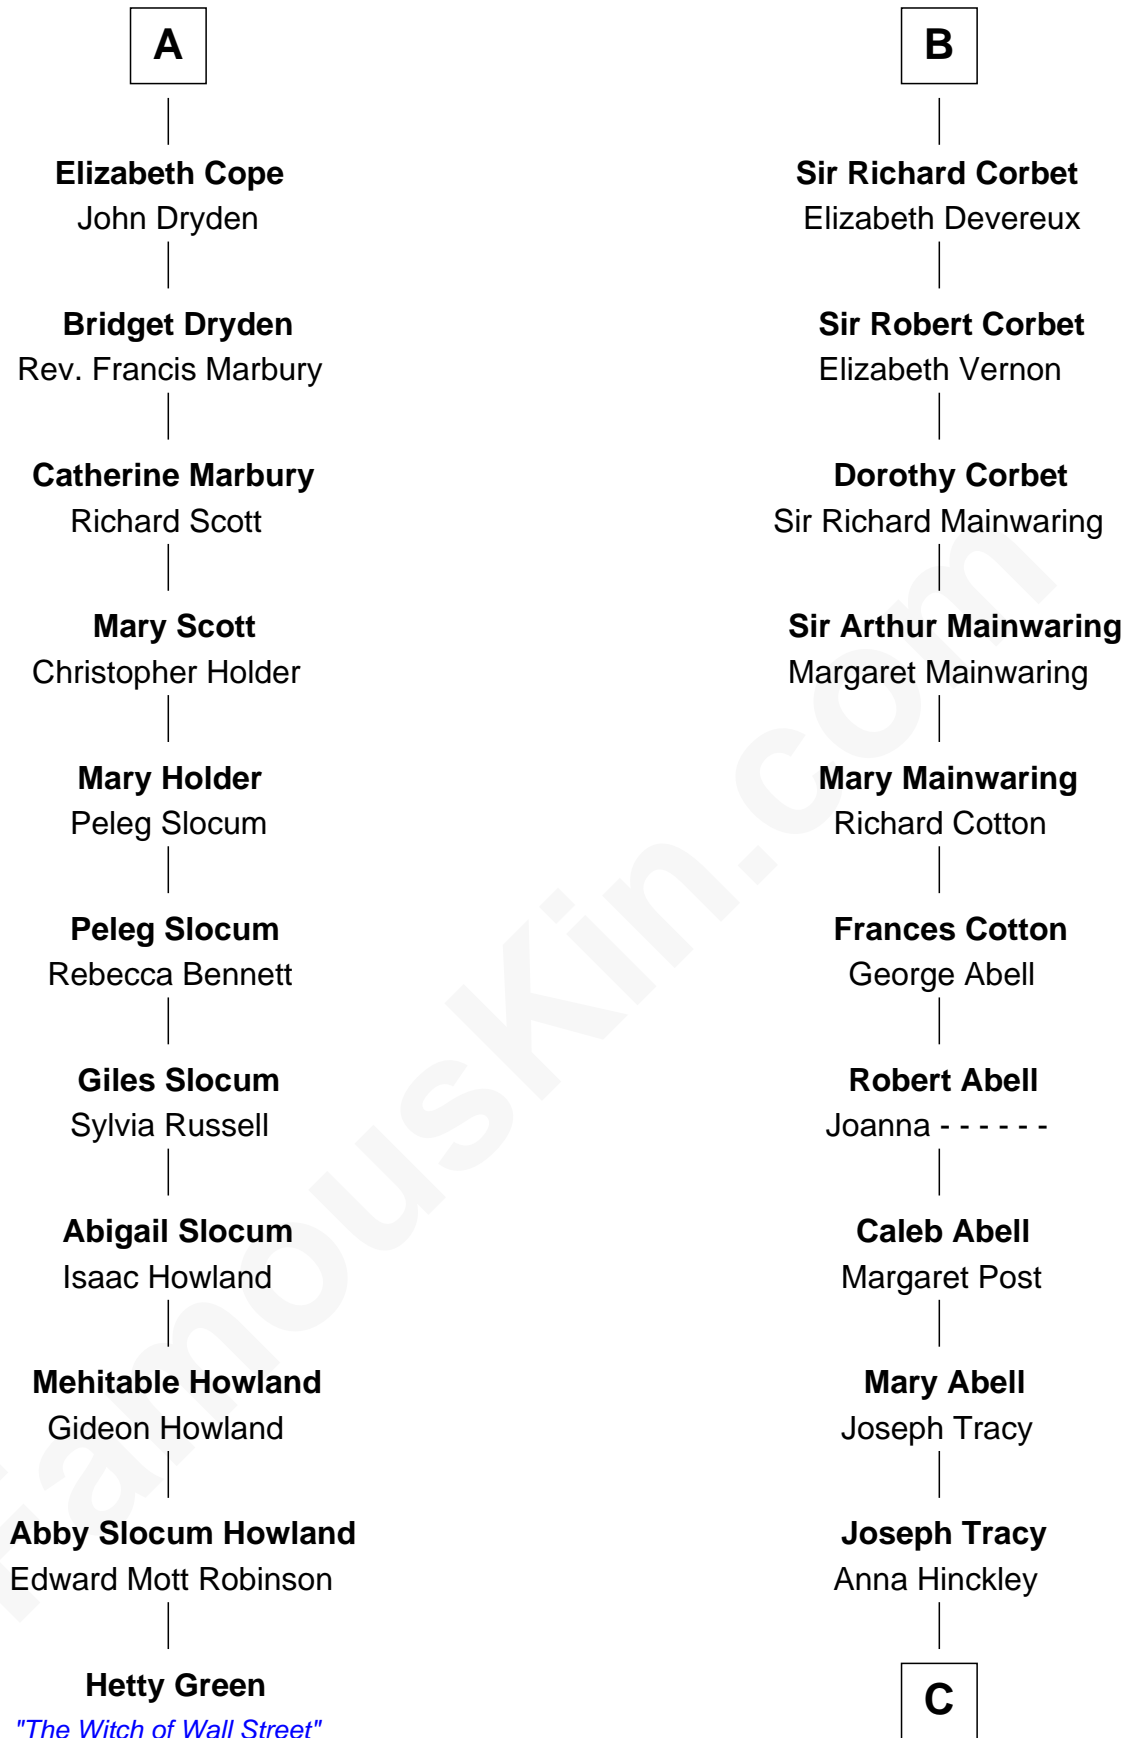 A
Elizabeth Cope
John Dryden
Bridget Dryden
Rev. Francis Marbury
Catherine Marbury
Richard Scott
Mary Scott
Christopher Holder
Mary Holder
Peleg Slocum
Peleg Slocum
Rebecca Bennett
Giles Slocum
Sylvia Russell
Abigail Slocum
Isaac Howland
Mehitable Howland
Gideon Howland
Abby Slocum Howland
Edward Mott Robinson
Hetty Green
"The Witch of Wall Street"
B
Sir Richard Corbet
Elizabeth Devereux
Sir Robert Corbet
Elizabeth Vernon
Dorothy Corbet
Sir Richard Mainwaring
Sir Arthur Mainwaring
Margaret Mainwaring
Mary Mainwaring
Richard Cotton
Frances Cotton
George Abell
Robert Abell
Joanna - - - - - -
Caleb Abell
Margaret Post
Mary Abell
Joseph Tracy
Joseph Tracy
Anna Hinckley
C
FamousKin.com